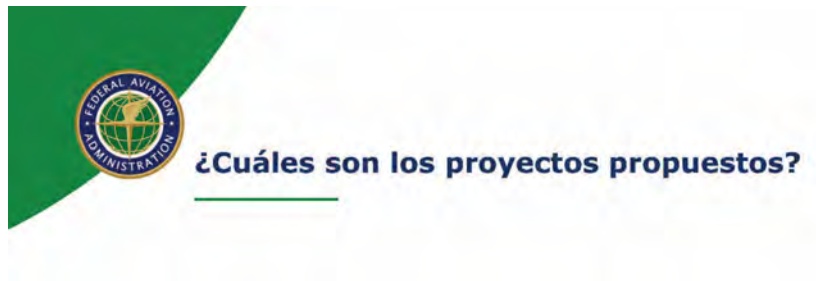 FEDERAL AVIATION
ADMINISTRATION
¿Cuáles son los proyectos propuestos?